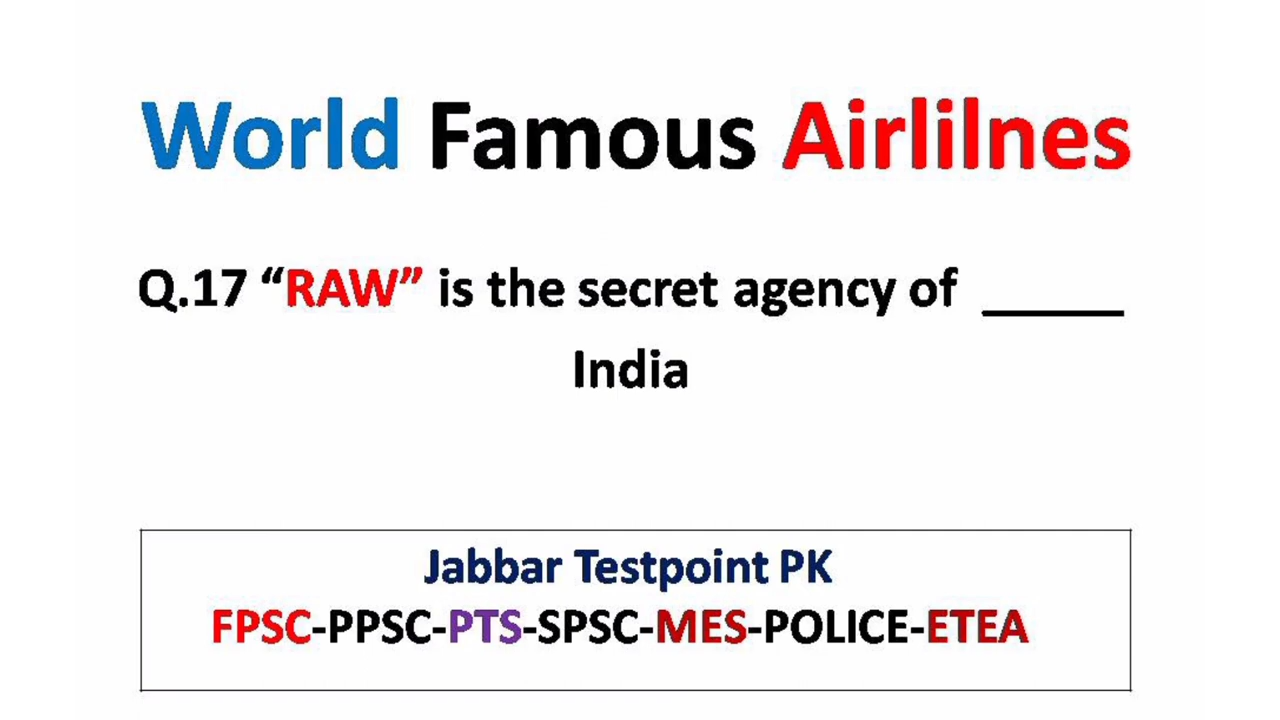 World Famous Airlilnes
Q.17 “RAW” is the secret agency of _____
India
Jabbar Testpoint PK
FPSC-PPSC-PTS-SPSC-MES-POLICE-ETEA